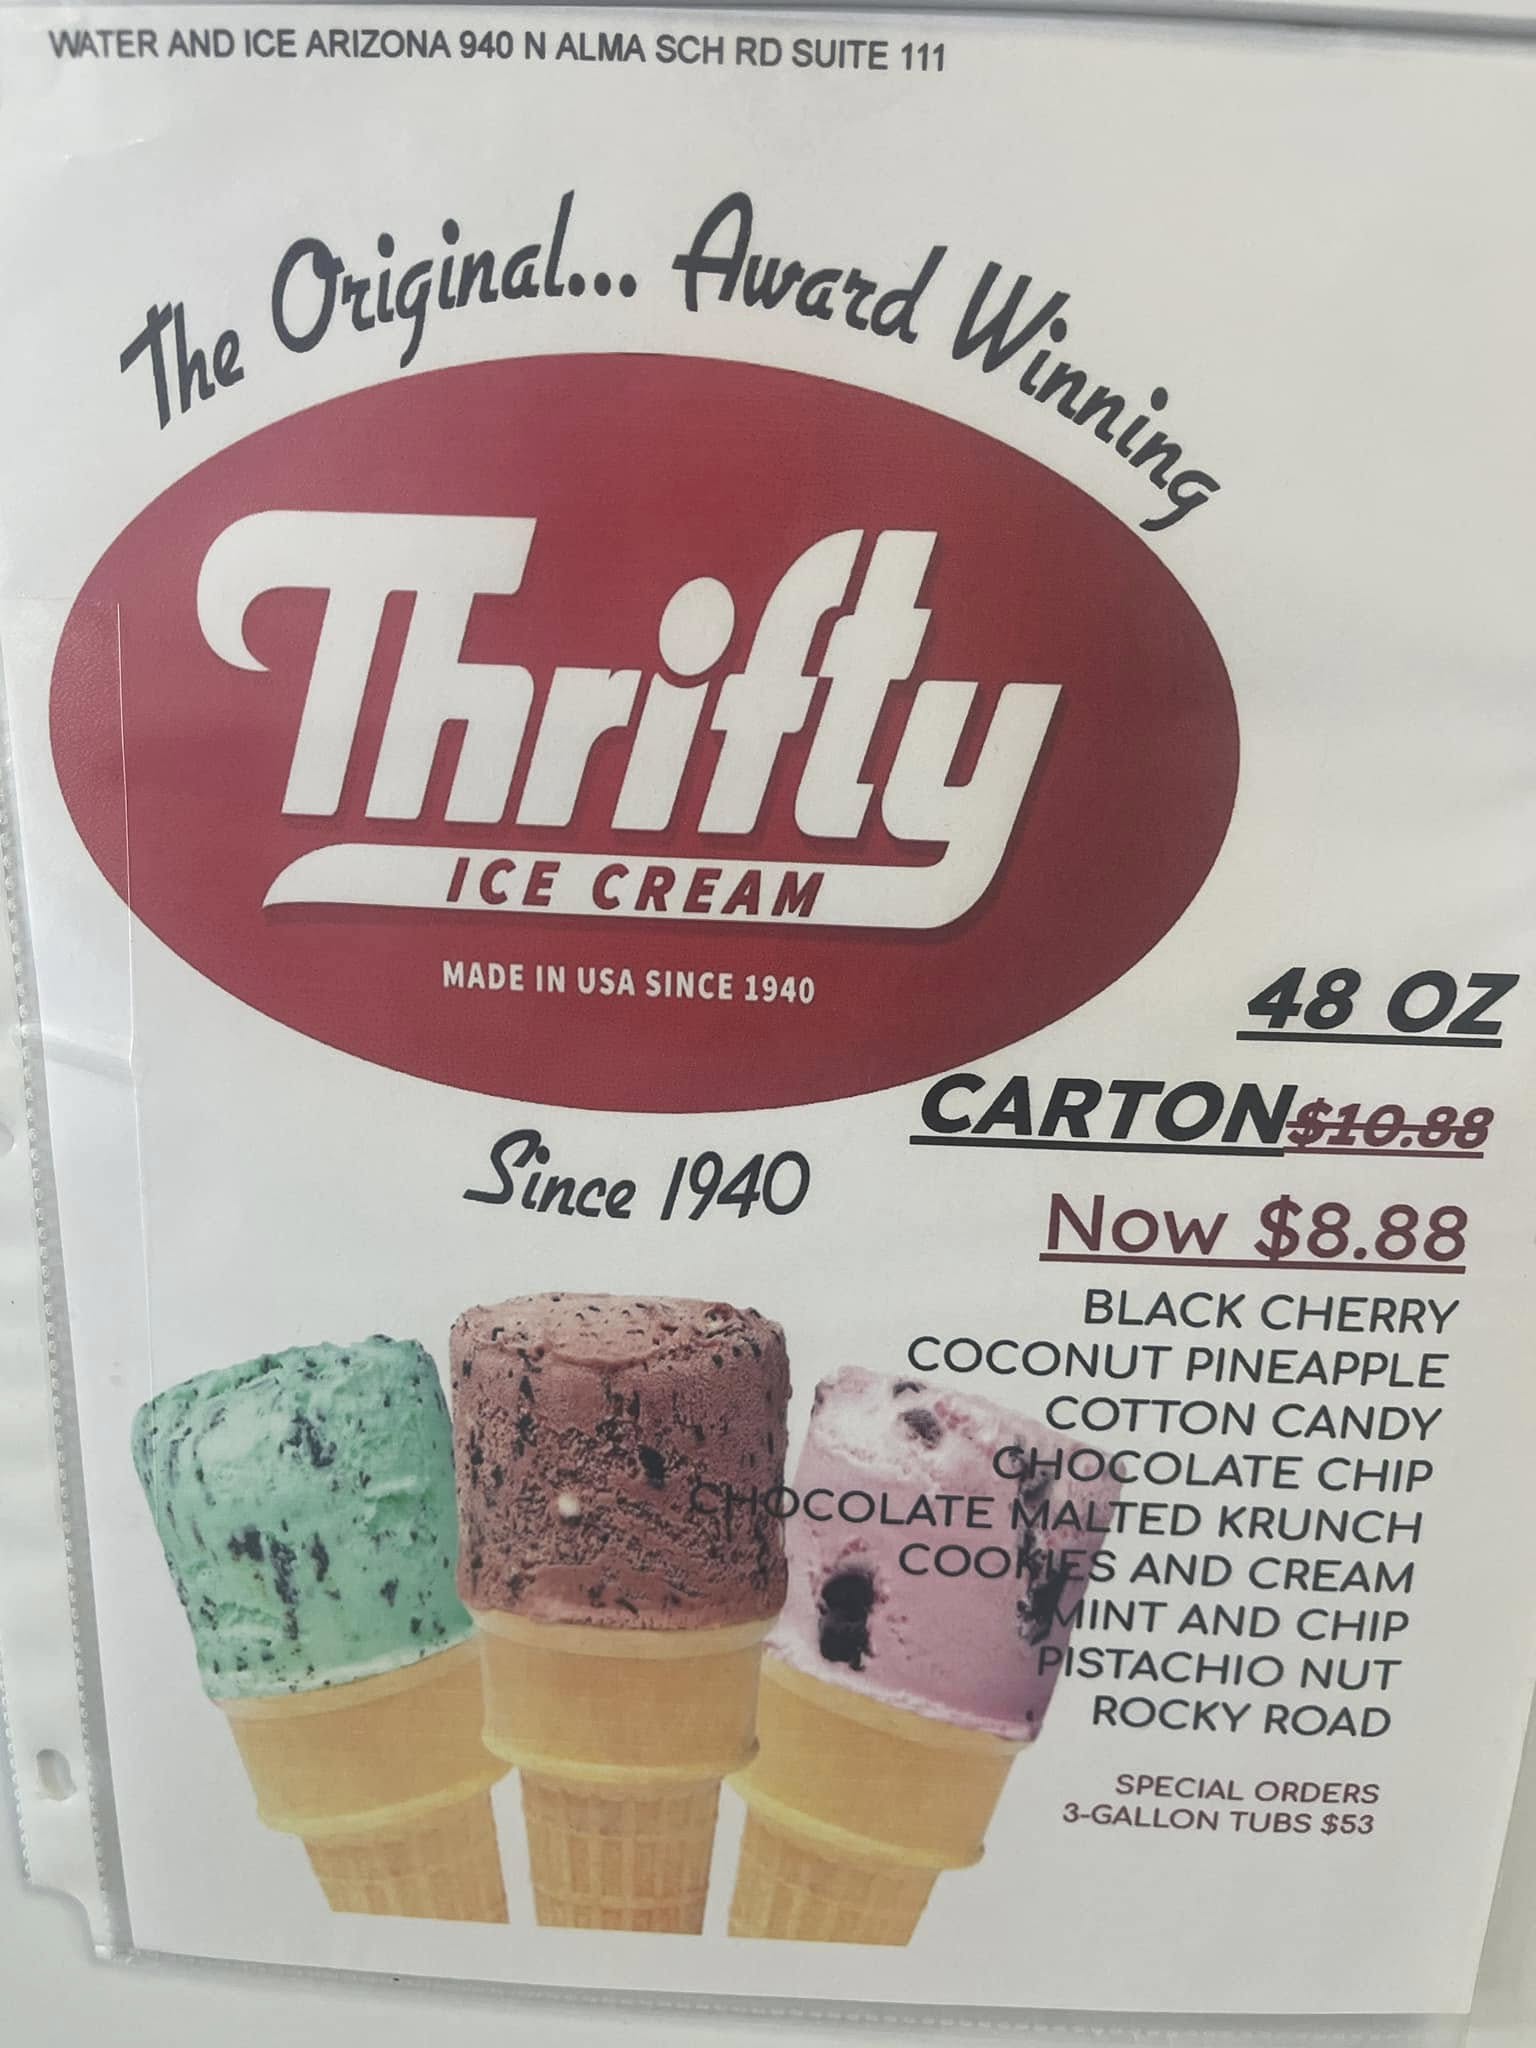 WATER AND ICE ARIZONA 940 N ALMA SCH RD SUITE 111
The Original... Award Winning
Thrifty
ICE CREAM
MADE IN USA SINCE 1940
Since 1940
48 OZ
CARTON$10.88
Now $8.88
BLACK CHERRY
COCONUT PINEAPPLE
COTTON CANDY
CHOCOLATE CHIP
CHOCOLATE MALTED KRUNCH
COOKIES AND CREAM
MINT AND CHIP
PISTACHIO NUT
ROCKY ROAD
SPECIAL ORDERS
3-GALLON TUBS $53